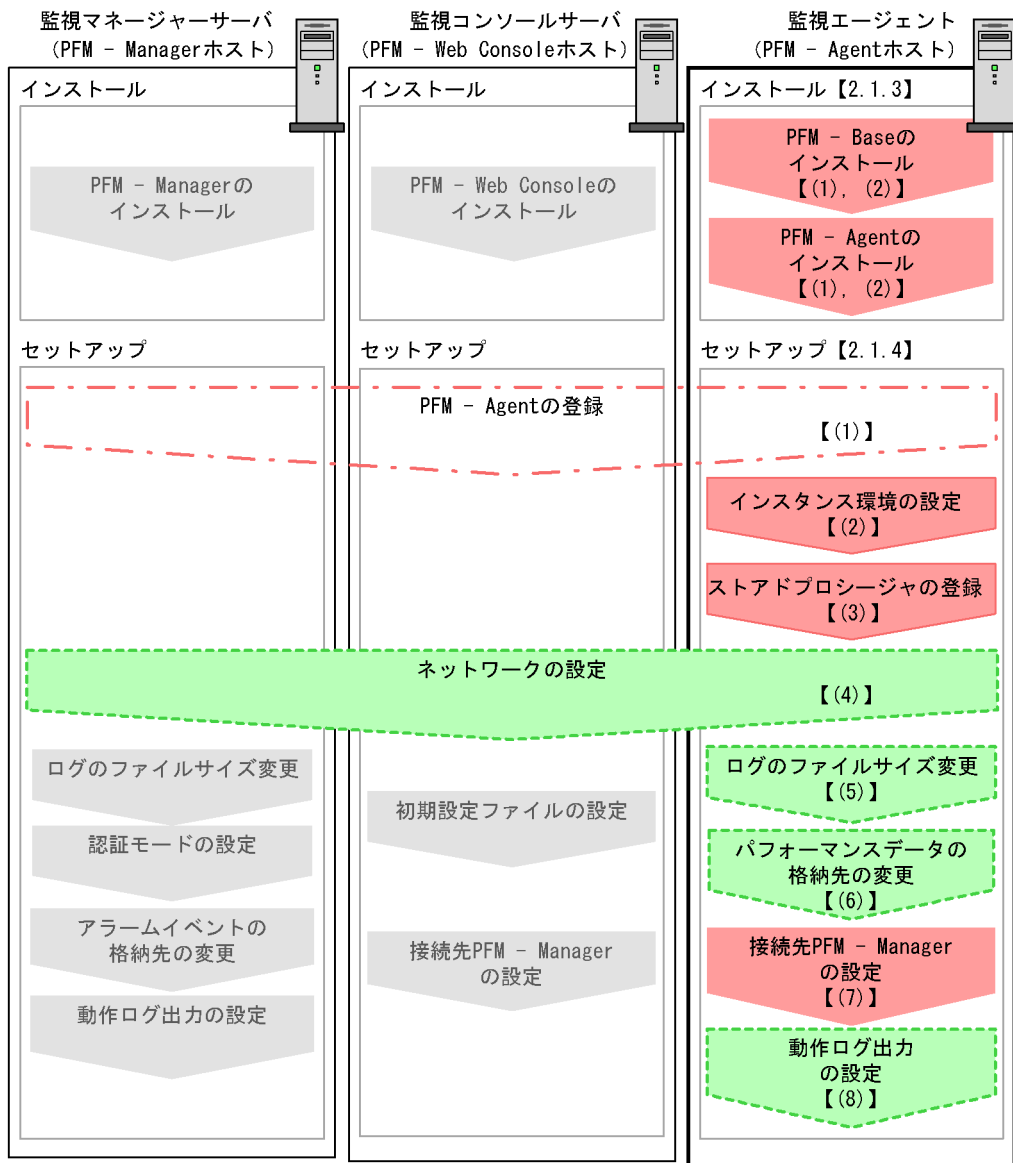 監視マネージャーサーバ
(PFM - Managerホスト)
インストール
PFM - Managerの
インストール
セットアップ
監視コンソールサーバ
(PFM - Web Consoleホスト)
インストール
PFM - Web Consoleの
インストール
セットアップ
監視エージェント
(PFM - Agentホスト)
インストール【2.1.3】
PFM - Baseの
インストール
【(1), (2)】
PFM - Agentの
インストール
【(1), (2)】
セットアップ【2.1.4】
PFM - Agentの登録
【(1)】
インスタンス環境の設定
【(2)】
ストアドプロシージャの登録
【(3)】
ネットワークの設定
【(4)】
ログのファイルサイズ変更
認証モードの設定
アラームイベントの
格納先の変更
動作ログ出力の設定
初期設定ファイルの設定
接続先PFM - Manager
の設定
ログのファイルサイズ変更
【(5)】
パフォーマンスデータの
格納先の変更
【(6)】
接続先PFM - Manager
の設定
【(7)】
動作ログ出力
の設定
【(8)】